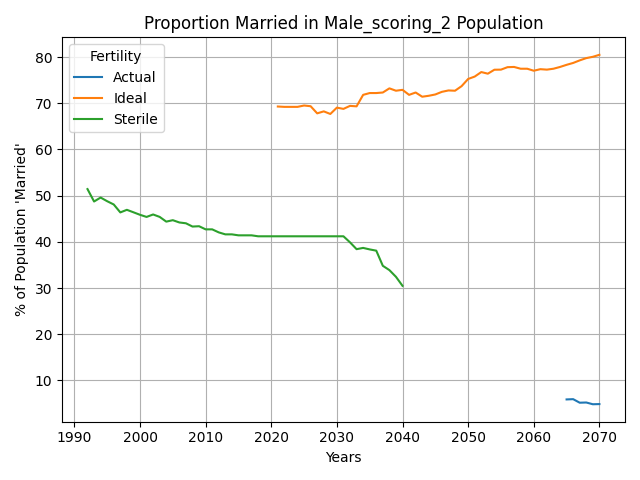 Proportion Married in Male_scoring_2 Population
Fertility
Actual
Ideal
Sterile
% of Population 'Married'
80
70
60
50
40
30
20
10
1990 2000 2010 2020 2030 2040 2050 2060 2070
Years